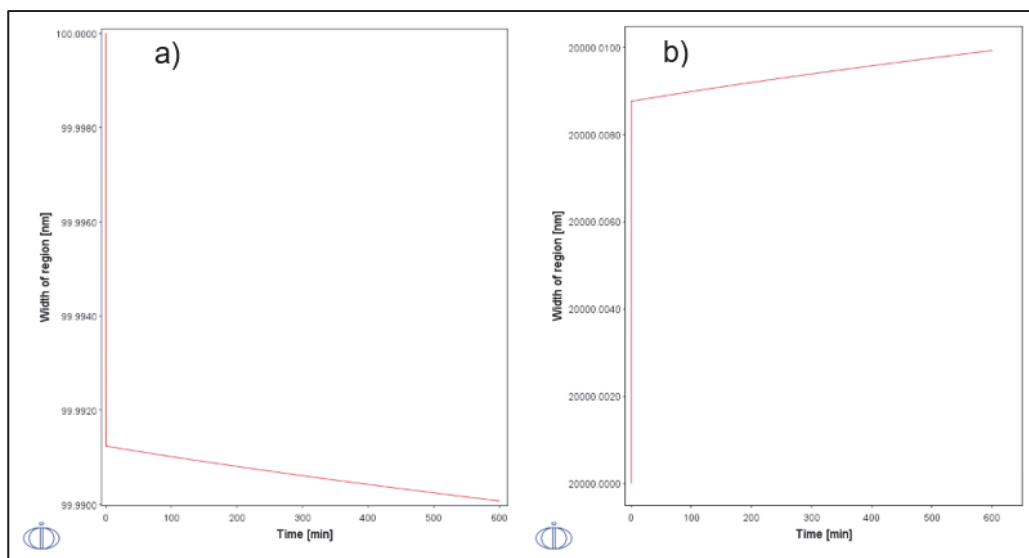 a)
100.0000
99.9980
99.9960
99.9940
99.9920
99.9900
Width of region [nm]
0 100 200 300 400 500 600
Time [min]
b)
20000.0100
20000.0080
20000.0060
20000.0040
20000.0020
20000.0000
Width of region [nm]
0 100 200 300 400 500 600
Time [min]